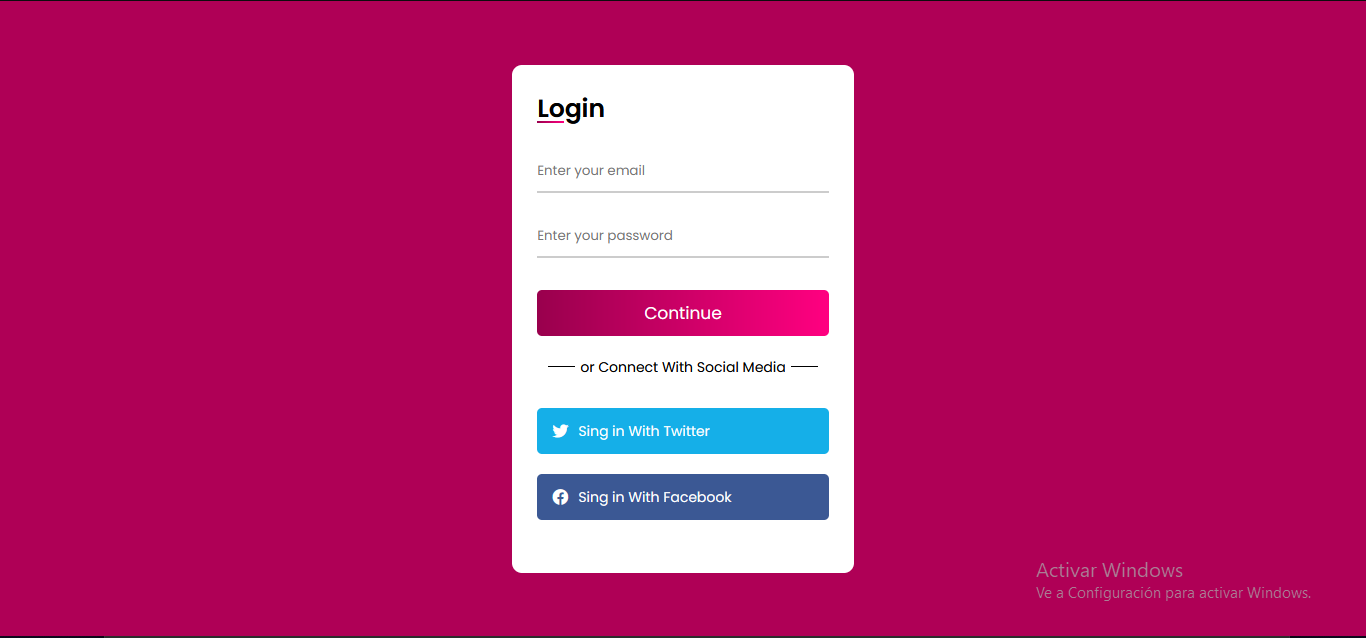 Login
Enter your email
Enter your password
Continue
or Connect With Social Media
Sing in With Twitter
Sing in With Facebook
Activar Windows
Ve a Configuración para activar Windows.